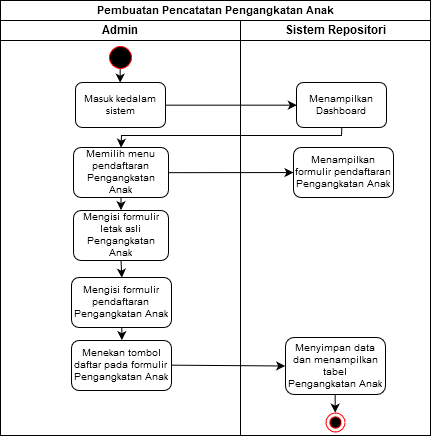 Pembuatan Pencatatan Pengangkatan Anak
Admin
Sistem Repositori
Masuk kedalam
sistem
Menampilkan
Dashboard
Memilih menu
pendaftaran
Pengangkatan
Anak
Menampilkan
formulir pendaftaran
Pengangkatan Anak
Mengisi formulir
letak asli
Pengangkatan
Anak
Mengisi formulir
pendaftaran
Pengangkatan Anak
Menekan tombol
daftar pada formulir
Pengangkatan Anak
Menyimpan data
dan menampilkan
tabel
Pengangkatan Anak